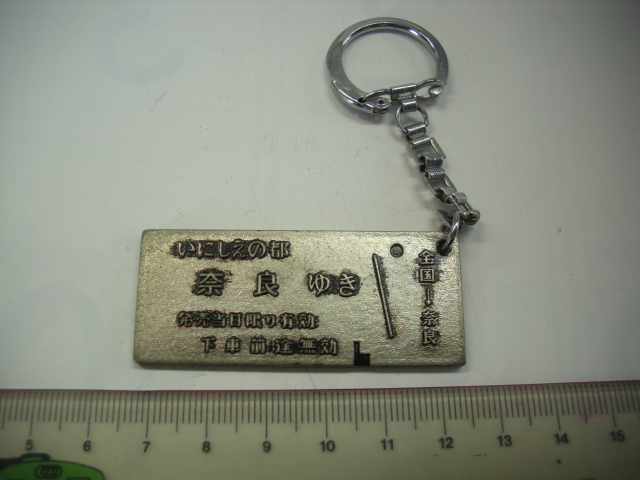 いにしえの都
奈良 ゆき
発売当日限り有効
下車前途無効
全国ー奈良
5 6 7 8 9 10 11 12 13 14 15